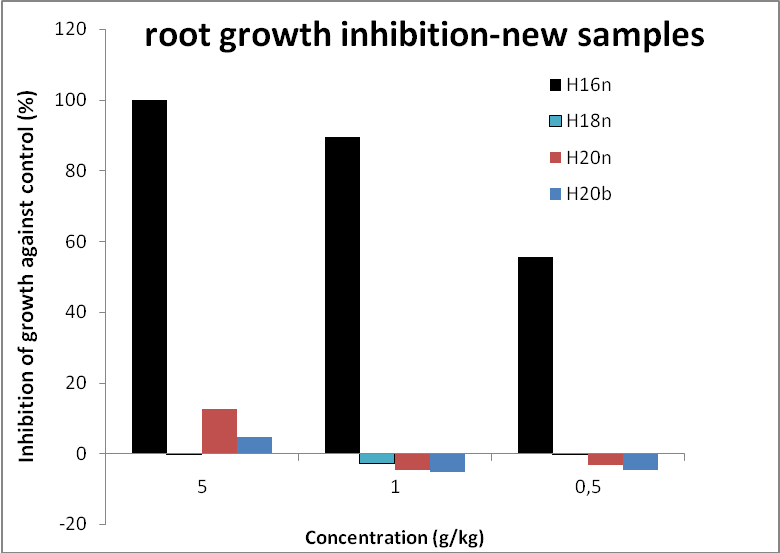 root growth inhibition-new samples
120
100
80
60
40
20
0
-20
Inhibition of growth against control (%)
H16n
H18n
H20n
H20b
5
1
0,5
Concentration (g/kg)